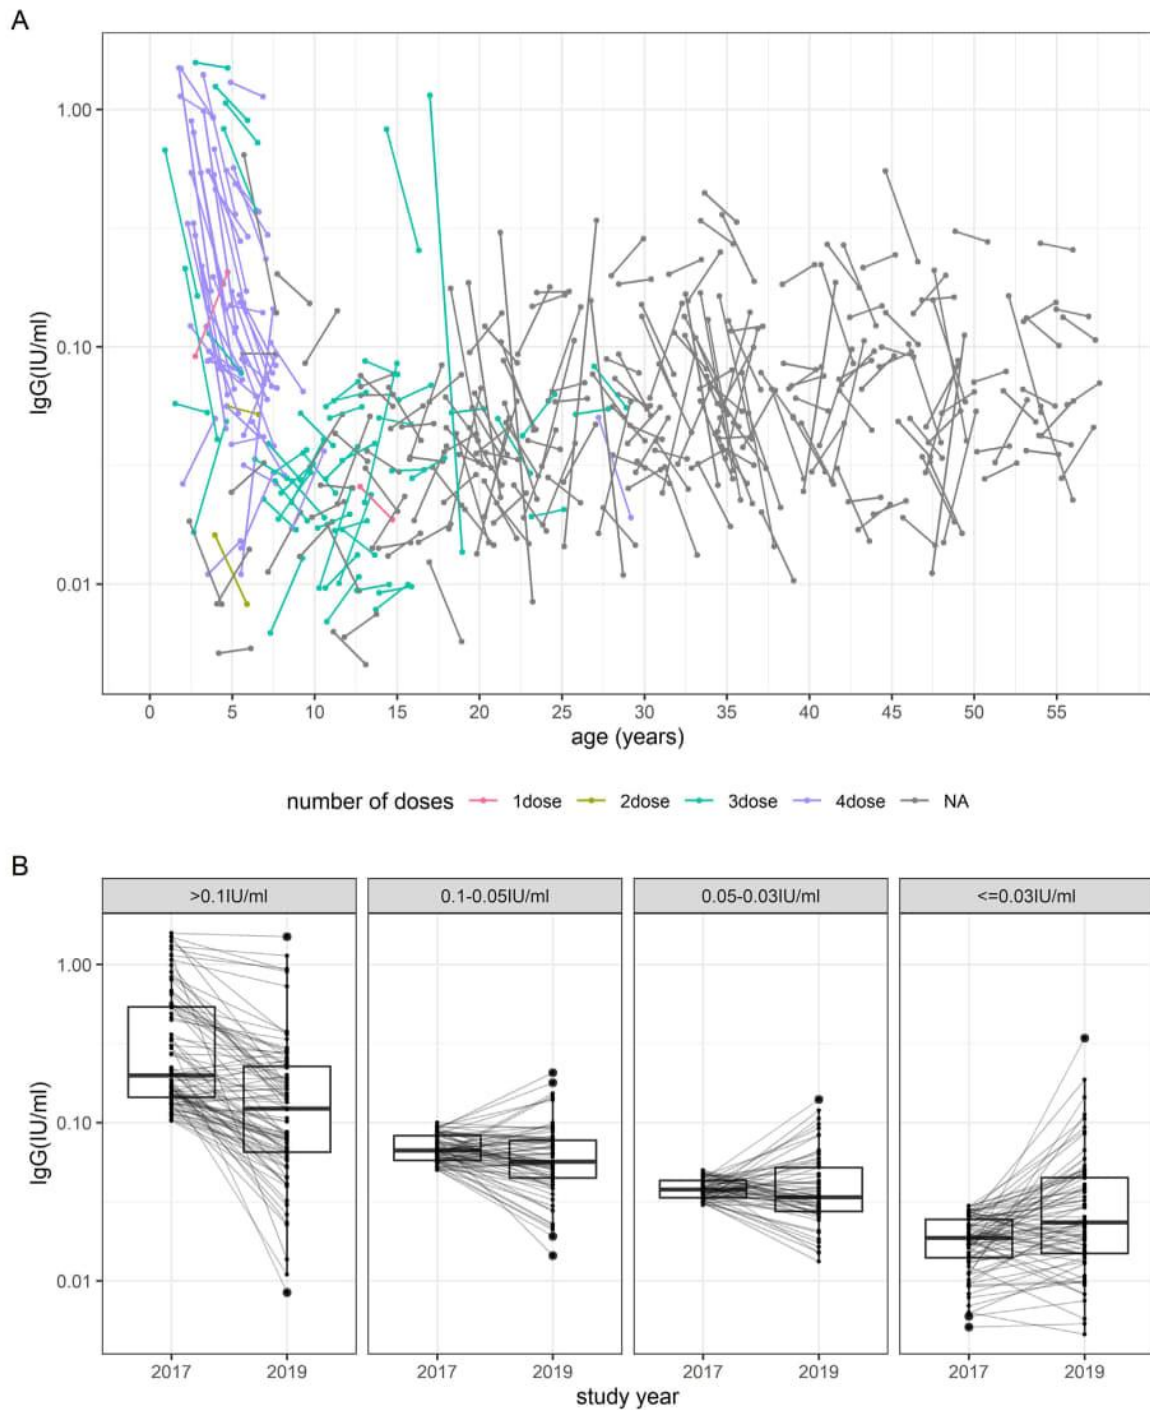 A
1.00
0.10
0.01
IgG(IU/ml)
0 5 10 15 20 25 30 35 40 45 50 55
age (years)
number of doses 1dose 2dose 3dose 4dose NA
B
>0.1IU/ml 0.1-0.05IU/ml 0.05-0.03IU/ml <=0.03IU/ml
1.00
0.10
0.01
IgG(IU/ml)
2017 2019 2017 2019 2017 2019 2017 2019
study year